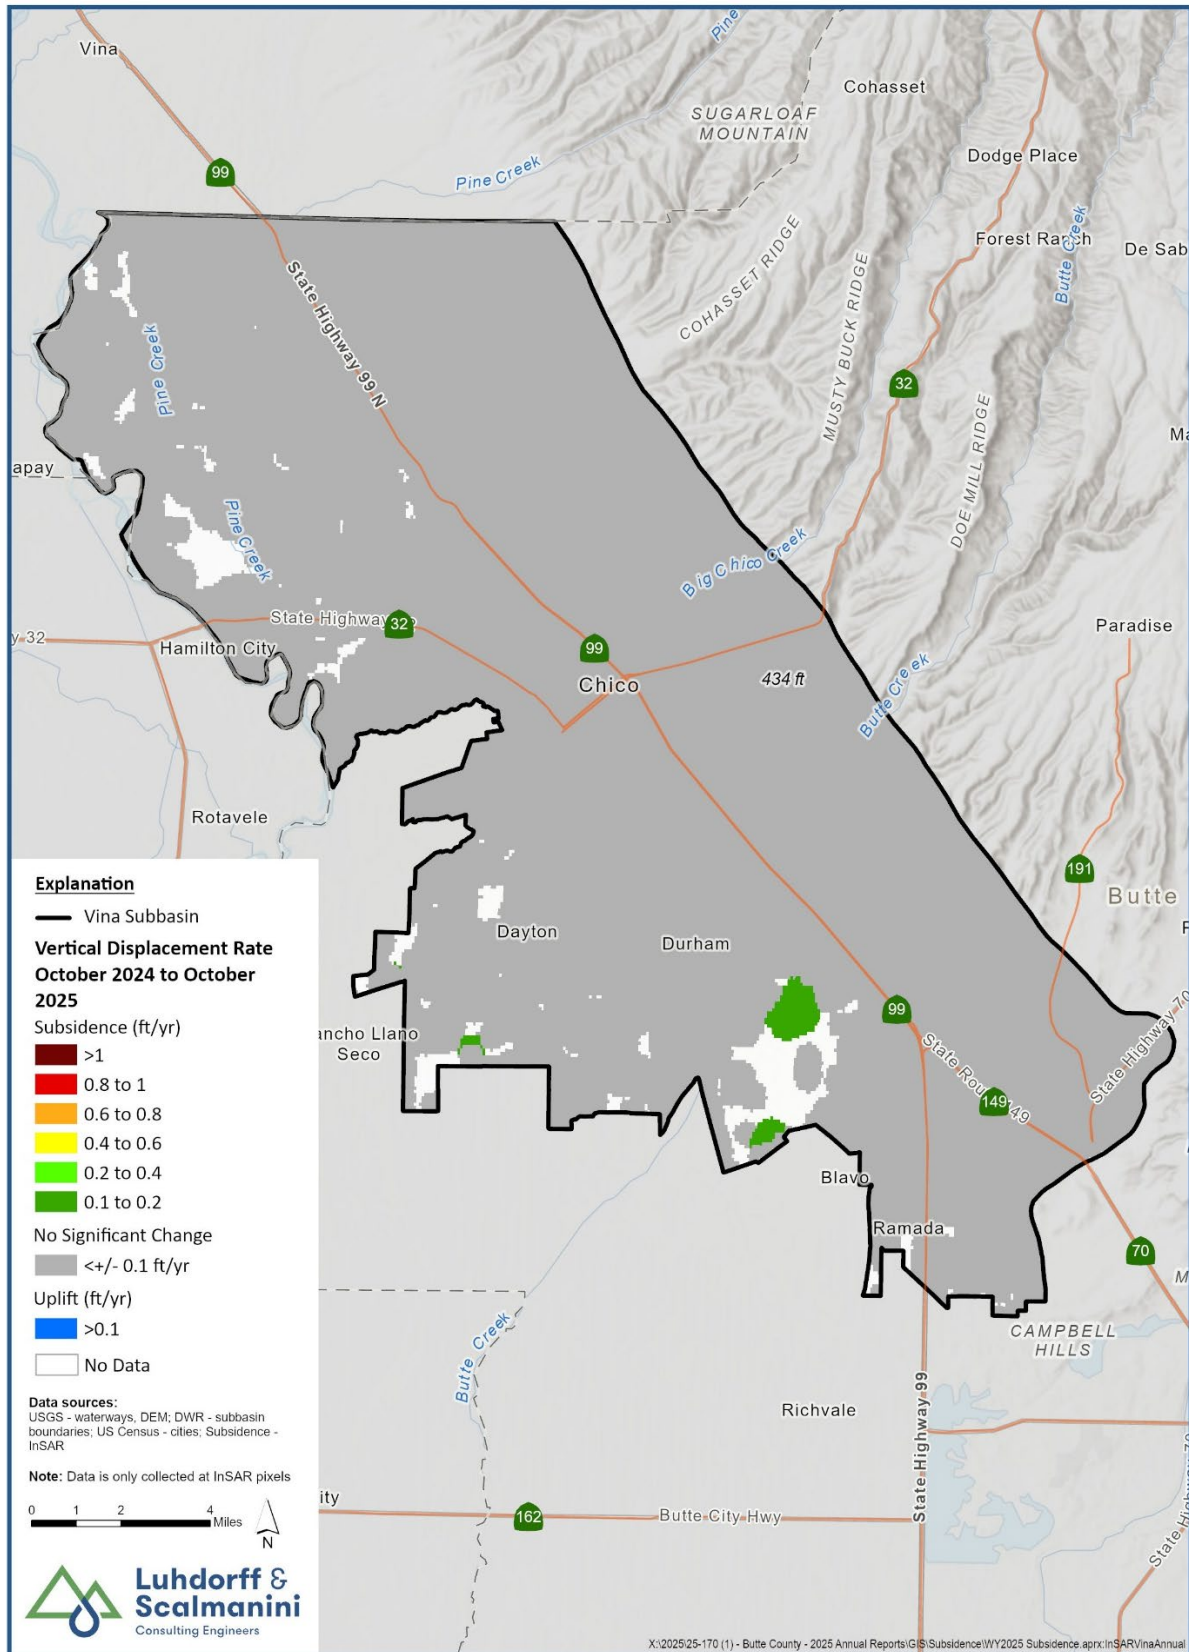 Vina
Pine
Cohasset
SUGARLOAF
MOUNTAIN
Dodge Place
99
Pine Creek
Forest Ranch
De Sab
Butte Creek
COHASSET RIDGE
State Highway 99 N
Pine Creek
MUSTY BUCK RIDGE
32
DOE MILL RIDGE
Ma
apay
Pine Creek
Big Chico Creek
State Highway
32
y 32
Hamilton City
99
Paradise
Chico
434 ft
Butte Creek
Rotavele
191
Butte
Dayton
Durham
99
State Highway 70
ancho Llano
Seco
State Rou 49
149
Blavo
Ramada
70
M
CAMPBELL
HILLS
Butte Creek
Richvale
State Highway 99
ity
162
Butte City Hwy
State High
70
Explanation
Vina Subbasin
Vertical Displacement Rate
October 2024 to October
2025
Subsidence (ft/yr)
>1
0.8 to 1
0.6 to 0.8
0.4 to 0.6
0.2 to 0.4
0.1 to 0.2
No Significant Change
<+/- 0.1 ft/yr
Uplift (ft/yr)
>0.1
No Data
Data sources:
USGS - waterways, DEM; DWR - subbasin
boundaries; US Census - cities; Subsidence -
InSAR
Note: Data is only collected at InSAR pixels
0 1 2 4
Miles
N
Luhdorff &
Scalmanini
Consulting Engineers
X:\2025\25-170 (1) - Butte County - 2025 Annual Reports\GIS\Subsidence\WY2025 Subsidence.aprx:InSARVinaAnnual